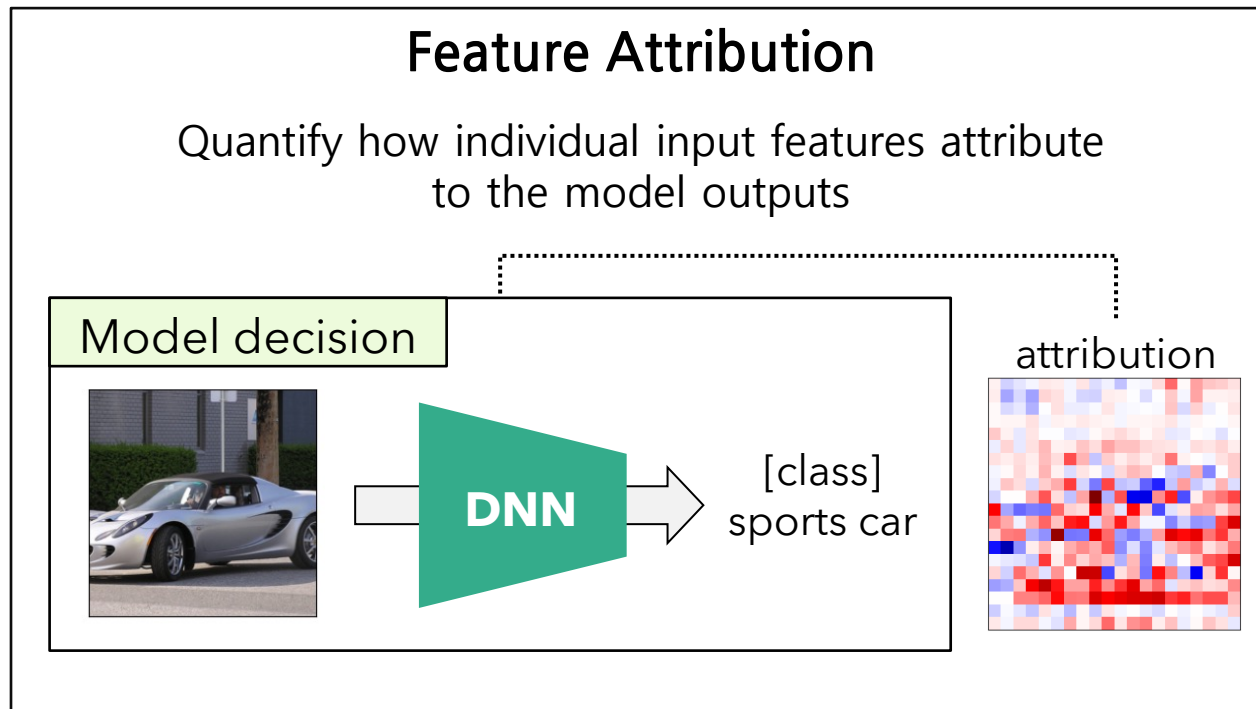 Feature Attribution
Quantify how individual input features attribute
to the model outputs
Model decision
attribution
DNN
[class]
sports car